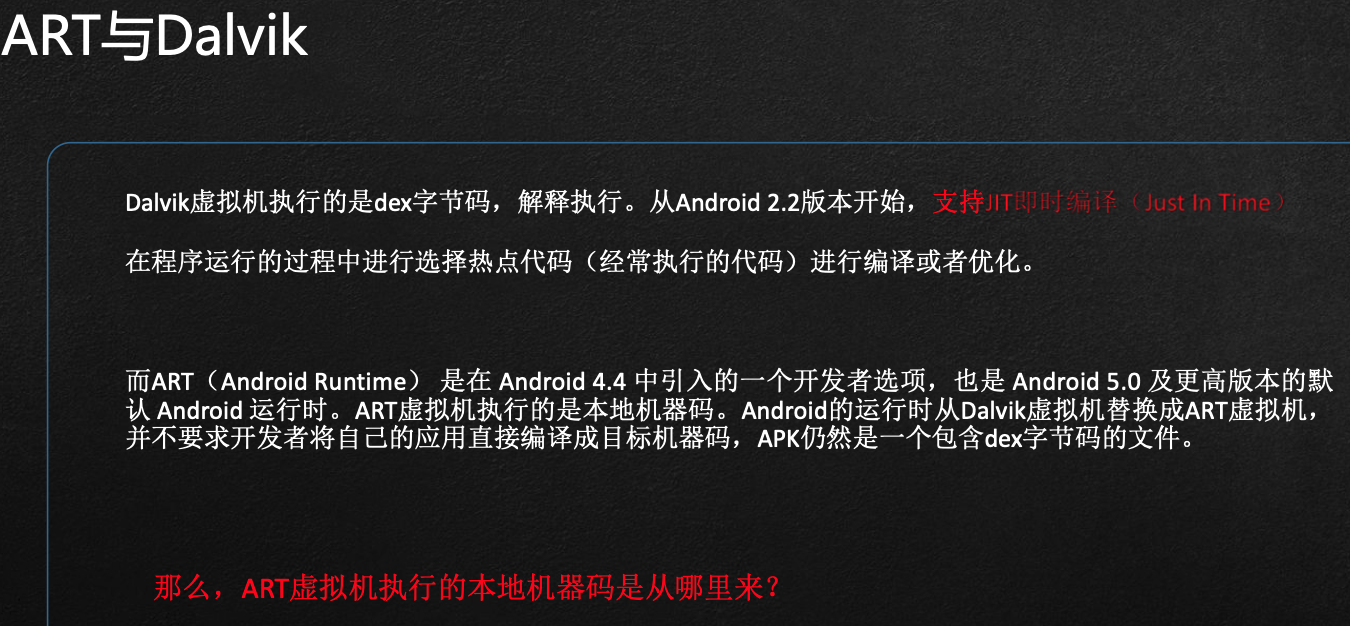 ART与Dalvik
Dalvik虚拟机执行的是dex字节码，解释执行。从Android 2.2版本开始，支持JIT即时编译（Just In Time）
在程序运行的过程中进行选择热点代码（经常执行的代码）进行编译或者优化。
而ART（Android Runtime） 是在 Android 4.4 中引入的一个开发者选项，也是 Android 5.0 及更高版本的默
认 Android 运行时。ART虚拟机执行的是本地机器码。Android的运行时从Dalvik虚拟机替换成ART虚拟机，
并不要求开发者将自己的应用直接编译成目标机器码，APK仍然是一个包含dex字节码的文件。
那么，ART虚拟机执行的本地机器码是从哪里来？